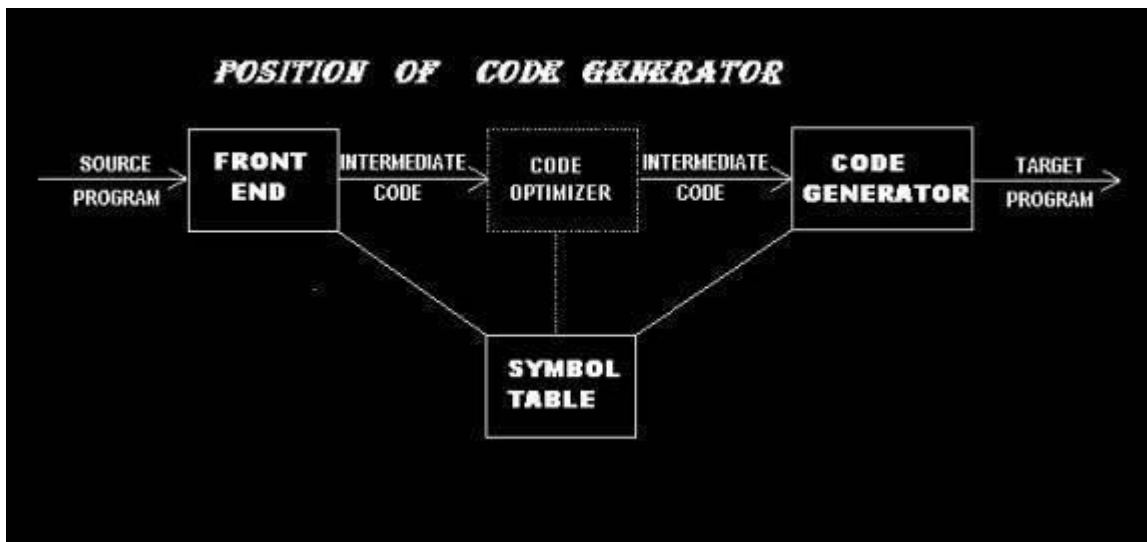 POSITION OF CODE GENERATOR
SOURCE
PROGRAM
FRONT
END
INTERMEDIATE
CODE
CODE
OPTIMIZER
INTERMEDIATE
CODE
CODE
GENERATOR
TARGET
PROGRAM
SYMBOL
TABLE